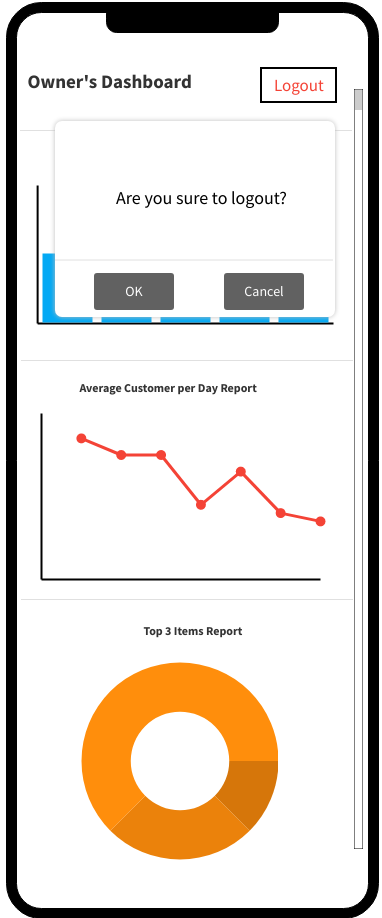 Owner's Dashboard
Logout
Are you sure to logout?
OK
Cancel
Average Customer per Day Report
Top 3 Items Report